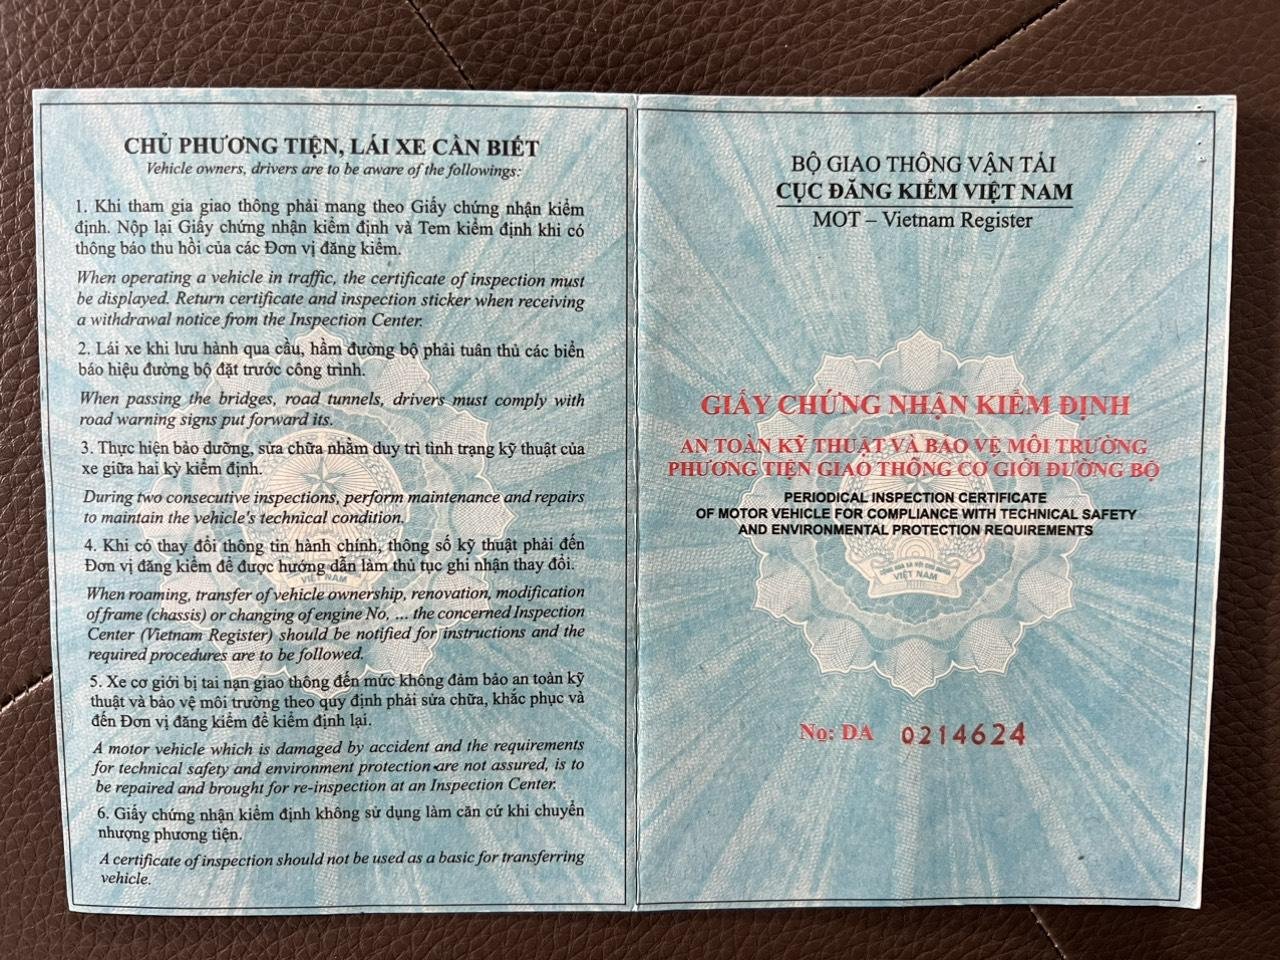 CHỦ PHƯƠNG TIỆN, LÁI XE CẦN BIẾT
Vehicle owners, drivers are to be aware of the followings:
1. Khi tham gia giao thông phải mang theo Giấy chứng nhận kiểm
định. Nộp lại Giấy chứng nhận kiểm định và Tem kiểm định khi có
thông báo thu hồi của các Đơn vị đăng kiểm.
When operating a vehicle in traffic, the certificate of inspection must
be displayed. Return certificate and inspection sticker when receiving
a withdrawal notice from the Inspection Center.
2. Lái xe khi lưu hành qua cầu, hầm đường bộ phải tuân thủ các biển
báo hiệu đường bộ đặt trước công trình.
When passing the bridges, road tunnels, drivers must comply with
road warning signs put forward its.
3. Thực hiện bảo dưỡng, sửa chữa nhằm duy trì tình trạng kỹ thuật của
xe giữa hai kỳ kiểm định.
During two consecutive inspections, perform maintenance and repairs
to maintain the vehicle's technical condition.
4. Khi có thay đổi thông tin hành chính, thông số kỹ thuật phải đến
Đơn vị đăng kiểm để được hướng dẫn làm thủ tục ghi nhận thay đổi.
When roaming, transfer of vehicle ownership, renovation, modification
of frame (chassis) or changing of engine No, ... the concerned Inspection
Center (Vietnam Register) should be notified for instructions and the
required procedures are to be followed.
5. Xe cơ giới bị tai nạn giao thông đến mức không đảm bảo an toàn kỹ
thuật và bảo vệ môi trường theo quy định phải sửa chữa, khắc phục và
đến Đơn vị đăng kiểm để kiểm định lại.
A motor vehicle which is damaged by accident and the requirements
for technical safety and environment protection are not assured, is to
be repaired and brought for re-inspection at an Inspection Center.
6. Giấy chứng nhận kiểm định không sử dụng làm căn cứ khi chuyển
nhượng phương tiện.
A certificate of inspection should not be used as a basic for transferring
vehicle.
VIỆT NAM
BỘ GIAO THÔNG VẬN TẢI
CỤC ĐĂNG KIỂM VIỆT NAM
MOT – Vietnam Register
GIẤY CHỨNG NHẬN KIỂM ĐỊNH
AN TOÀN KỸ THUẬT VÀ BẢO VỆ MÔI TRƯỜNG
PHƯƠNG TIỆN GIAO THÔNG CƠ GIỚI ĐƯỜNG BỘ
PERIODICAL INSPECTION CERTIFICATE
OF MOTOR VEHICLE FOR COMPLIANCE WITH TECHNICAL SAFETY
AND ENVIRONMENTAL PROTECTION REQUIREMENTS
VIỆT NAM
No: DA 0214624